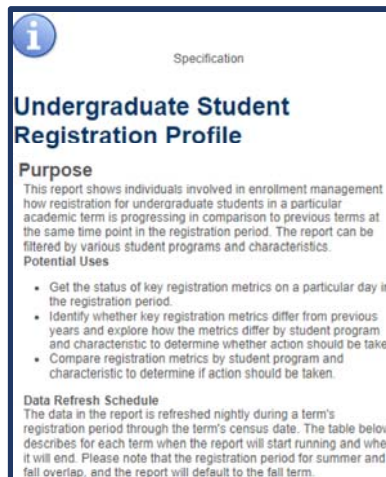 Specification
Undergraduate Student
Registration Profile
Purpose
This report shows individuals involved in enrollment management
how registration for undergraduate students in a particular
academic term is progressing in comparison to previous terms at
the same time point in the registration period. The report can be
filtered by various student programs and characteristics.
Potential Uses
• Get the status of key registration metrics on a particular day in
the registration period.
• Identify whether key registration metrics differ from previous
years and explore how the metrics differ by student program
and characteristic to determine whether action should be take
• Compare registration metrics by student program and
characteristic to determine if action should be taken.
Data Refresh Schedule
The data in the report is refreshed nightly during a term's
registration period through the term's census date. The table below
describes for each term when the report will start running and whe
it will end. Please note that the registration period for summer and
fall overlap, and the report will default to the fall term.